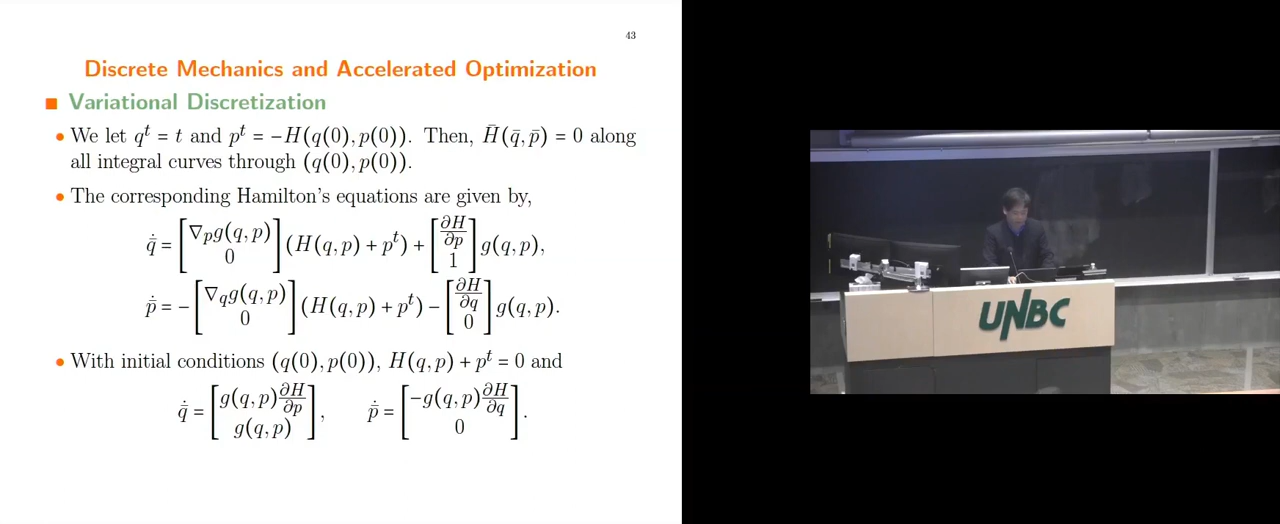 43
Discrete Mechanics and Accelerated Optimization
■ Variational Discretization
• We let q^t = t and p^t = −H(q(0), p(0)). Then, H̄(q̄, p̄) = 0 along
all integral curves through (q(0), p(0)).
• The corresponding Hamilton's equations are given by,
q̄̇ = [∇_p g(q, p) ; 0] (H(q, p) + p^t) + [∂H/∂p ; 1] g(q, p),
p̄̇ = −[∇_q g(q, p) ; 0] (H(q, p) + p^t) − [∂H/∂q ; 0] g(q, p).
• With initial conditions (q(0), p(0)), H(q, p) + p^t = 0 and
q̄̇ = [g(q, p) ∂H/∂p ; g(q, p)], p̄̇ = [−g(q, p) ∂H/∂q ; 0].
UNBC